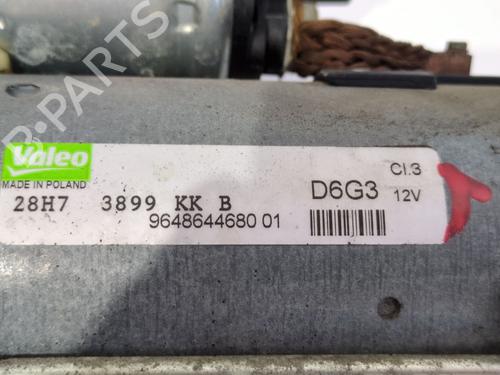 Valeo
MADE IN POLAND
28H7 3899 KK B
9648644680 01
D6G3
Cl.3
12V
B-PARTS